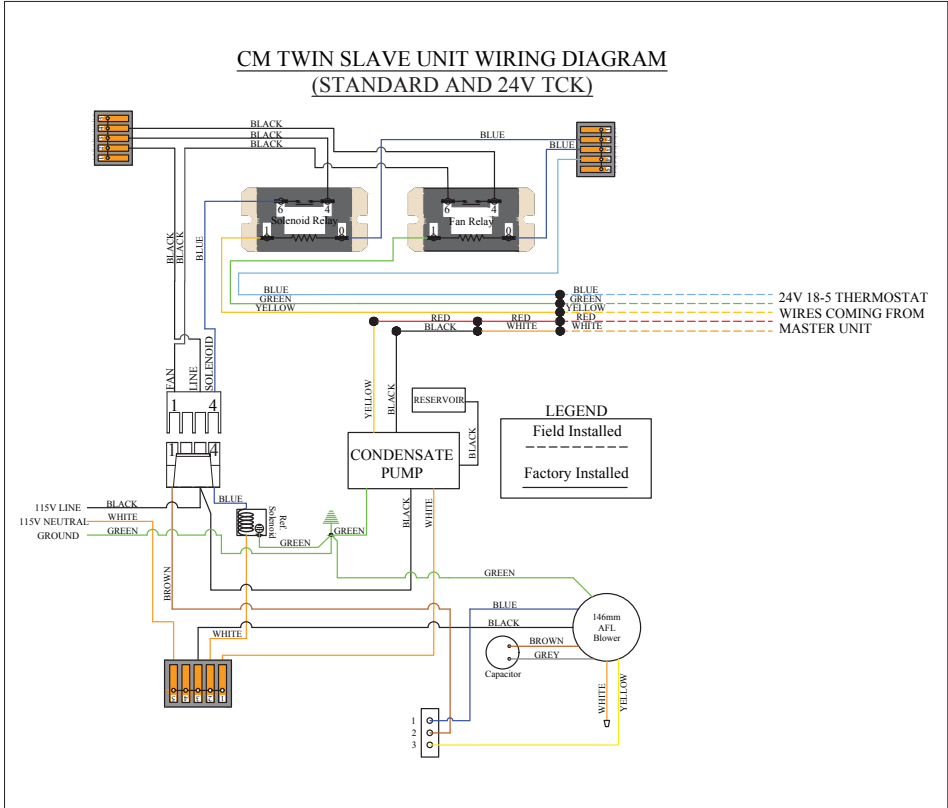 CM TWIN SLAVE UNIT WIRING DIAGRAM
(STANDARD AND 24V TCK)
BLACK
BLACK
BLACK
BLUE
BLUE
6
4
Solenoid Relay
1
0
6
4
Fan Relay
1
0
BLACK
BLACK
BLUE
BLUE
GREEN
YELLOW
BLUE
GREEN
YELLOW
RED
BLACK
RED
WHITE
RED
WHITE
24V 18-5 THERMOSTAT
WIRES COMING FROM
MASTER UNIT
FAN
LINE
SOLENOID
1
4
1
4
YELLOW
BLACK
RESERVOIR
BLACK
CONDENSATE
PUMP
LEGEND
Field Installed
Factory Installed
115V LINE
BLACK
115V NEUTRAL
WHITE
GROUND
GREEN
BLUE
Ref.
Solenoid
GREEN
GREEN
BLACK
WHITE
BROWN
WHITE
GREEN
BLUE
BLACK
146mm
AFL
Blower
BROWN
GREY
Capacitor
WHITE
YELLOW
5
4
3
2
1
1
2
3